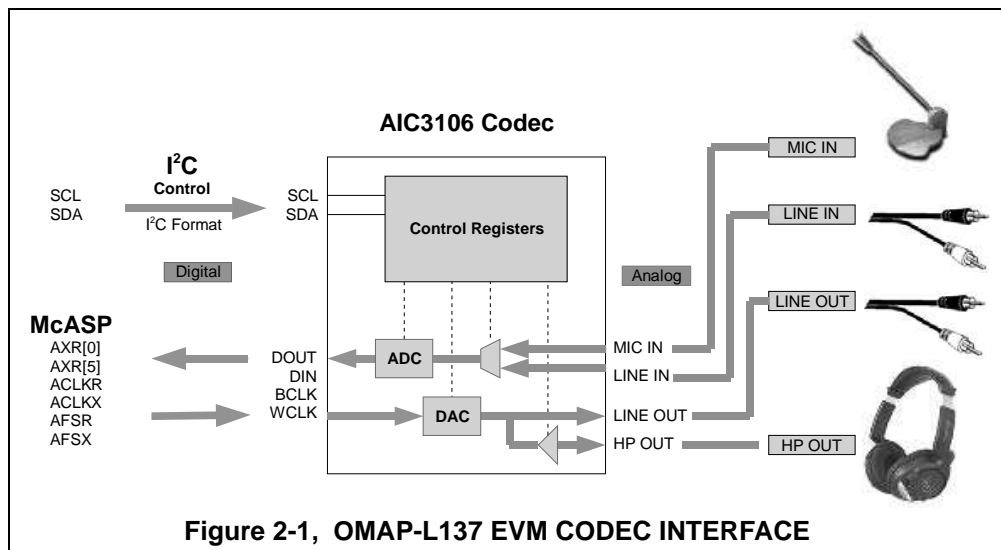 AIC3106 Codec
I²C
Control
SCL
SDA
I²C Format
SCL
SDA
Control Registers
Digital
Analog
MIC IN
LINE IN
LINE OUT
HP OUT
McASP
AXR[0]
AXR[5]
ACLKR
ACLKX
AFSR
AFSX
DOUT
DIN
BCLK
WCLK
ADC
DAC
MIC IN
LINE IN
LINE OUT
HP OUT
Figure 2-1, OMAP-L137 EVM CODEC INTERFACE